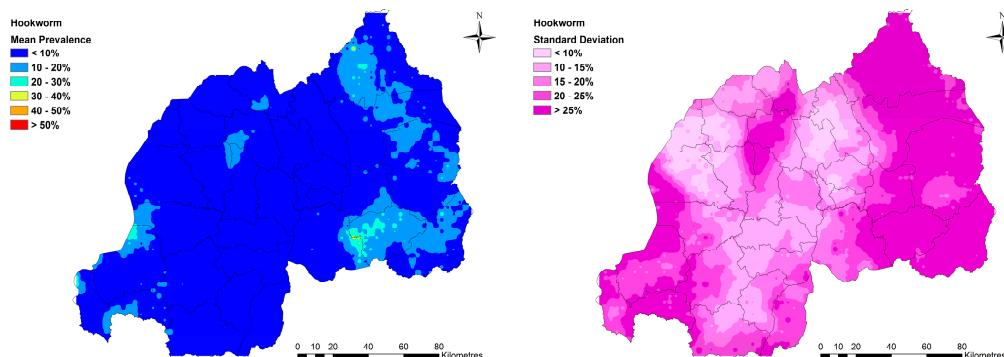 Hookworm
Mean Prevalence
< 10%
10 - 20%
20 - 30%
30 - 40%
40 - 50%
> 50%
N
0 10 20 40 60 80
Kilometres
Hookworm
Standard Deviation
< 10%
10 - 15%
15 - 20%
20 - 25%
> 25%
N
0 10 20 40 60 80
Kilometres